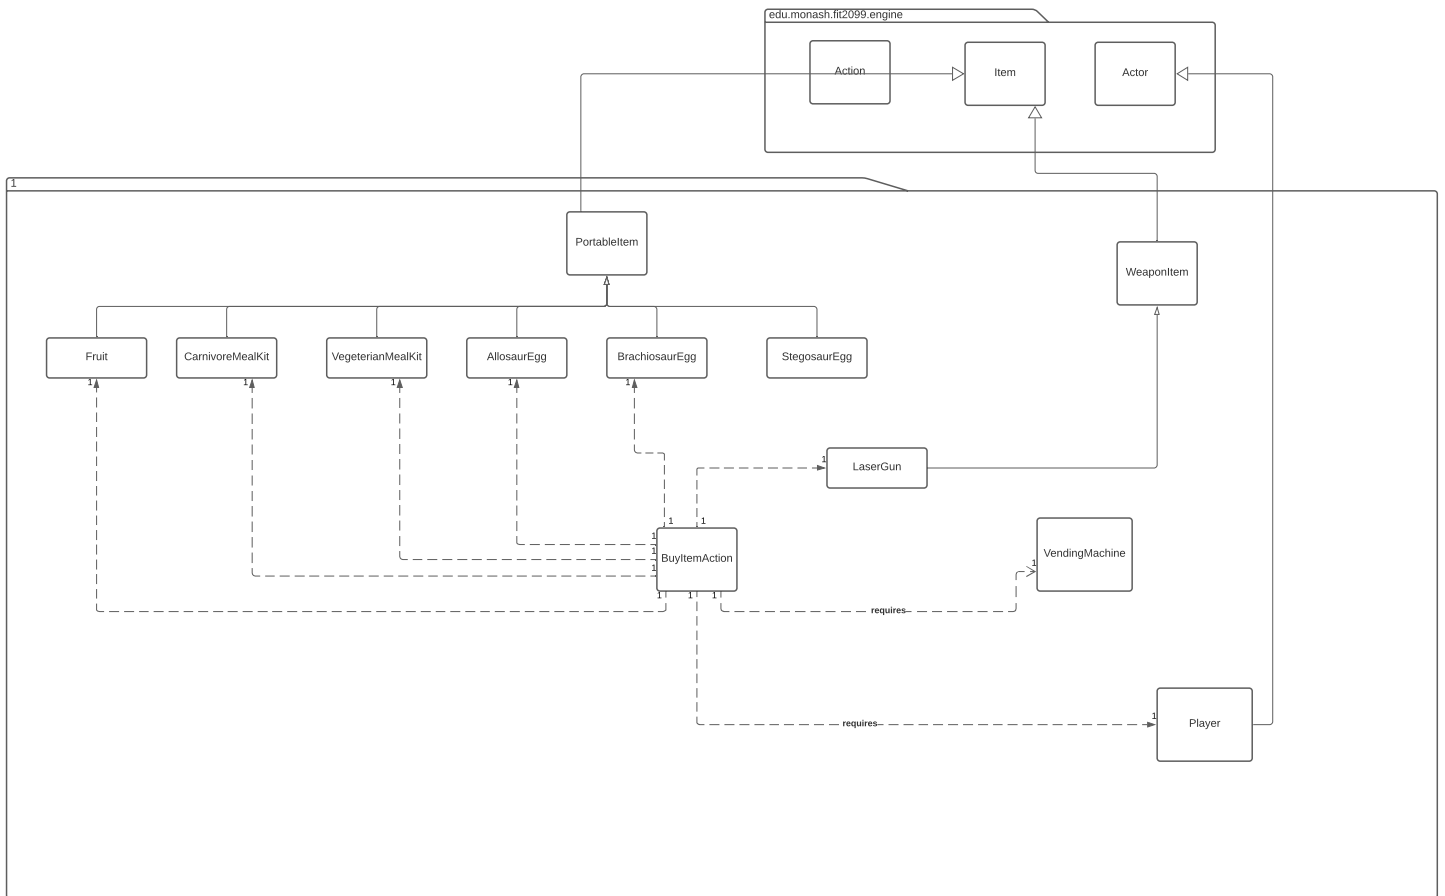 edu.monash.fit2099.engine
Action
Item
Actor
1
PortableItem
WeaponItem
Fruit
CarnivoreMealKit
VegeterianMealKit
AllosaurEgg
BrachiosaurEgg
StegosaurEgg
1
1
1
1
1
1
LaserGun
1
1
1
1
1
BuyItemAction
VendingMachine
1
1
1
1
requires
1
requires
Player